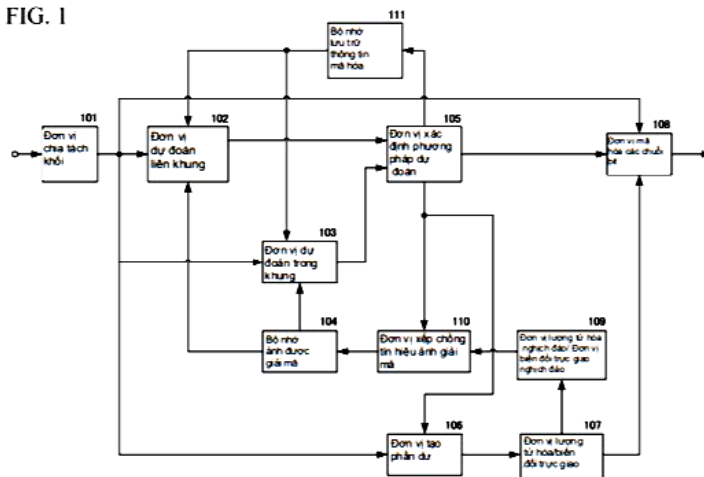 FIG. 1
111
Bộ nhớ
lưu trữ
thông tin
mã hóa
101
Đơn vị
chia tách
khối
102
Đơn vị
dự đoán
liên khung
105
Đơn vị xác
định phương
pháp dự
đoán
108
Đơn vị mã
hóa các chuỗi
bit
103
Đơn vị dự
đoán trong
khung
104
Bộ nhớ
ảnh được
giải mã
110
Đơn vị xếp chồng
tín hiệu ảnh giải
mã
109
Đơn vị lượng tử hóa
nghịch đảo/ Đơn vị
biến đổi trực giao
nghịch đảo
106
Đơn vị tạo
phần dư
107
Đơn vị lượng
tử hóa/biến
đổi trực giao